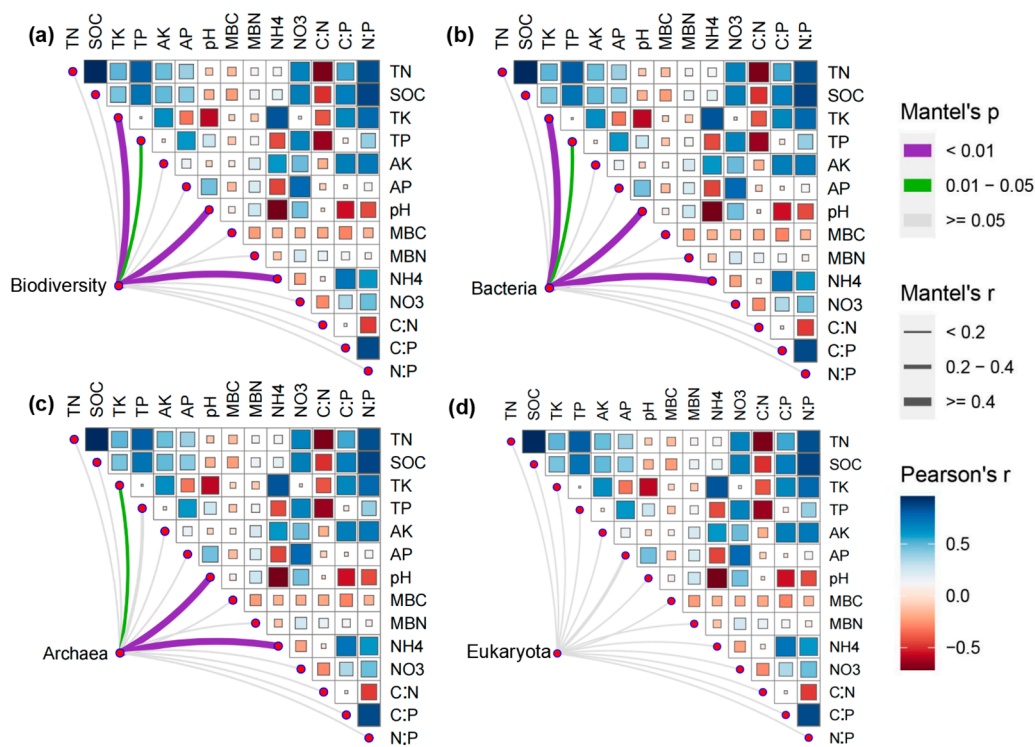 (a)
TN SOC TK TP AK AP pH MBC MBN NH4 NO3 C:N C:P N:P
TN
SOC
TK
TP
AK
AP
pH
MBC
MBN
NH4
NO3
C:N
C:P
N:P
Biodiversity
(b)
TN SOC TK TP AK AP pH MBC MBN NH4 NO3 C:N C:P N:P
TN
SOC
TK
TP
AK
AP
pH
MBC
MBN
NH4
NO3
C:N
C:P
N:P
Bacteria
(c)
TN SOC TK TP AK AP pH MBC MBN NH4 NO3 C:N C:P N:P
TN
SOC
TK
TP
AK
AP
pH
MBC
MBN
NH4
NO3
C:N
C:P
N:P
Archaea
(d)
TN SOC TK TP AK AP pH MBC MBN NH4 NO3 C:N C:P N:P
TN
SOC
TK
TP
AK
AP
pH
MBC
MBN
NH4
NO3
C:N
C:P
N:P
Eukaryota
Mantel's p
< 0.01
0.01 − 0.05
>= 0.05
Mantel's r
< 0.2
0.2 − 0.4
>= 0.4
Pearson's r
0.5
0.0
−0.5